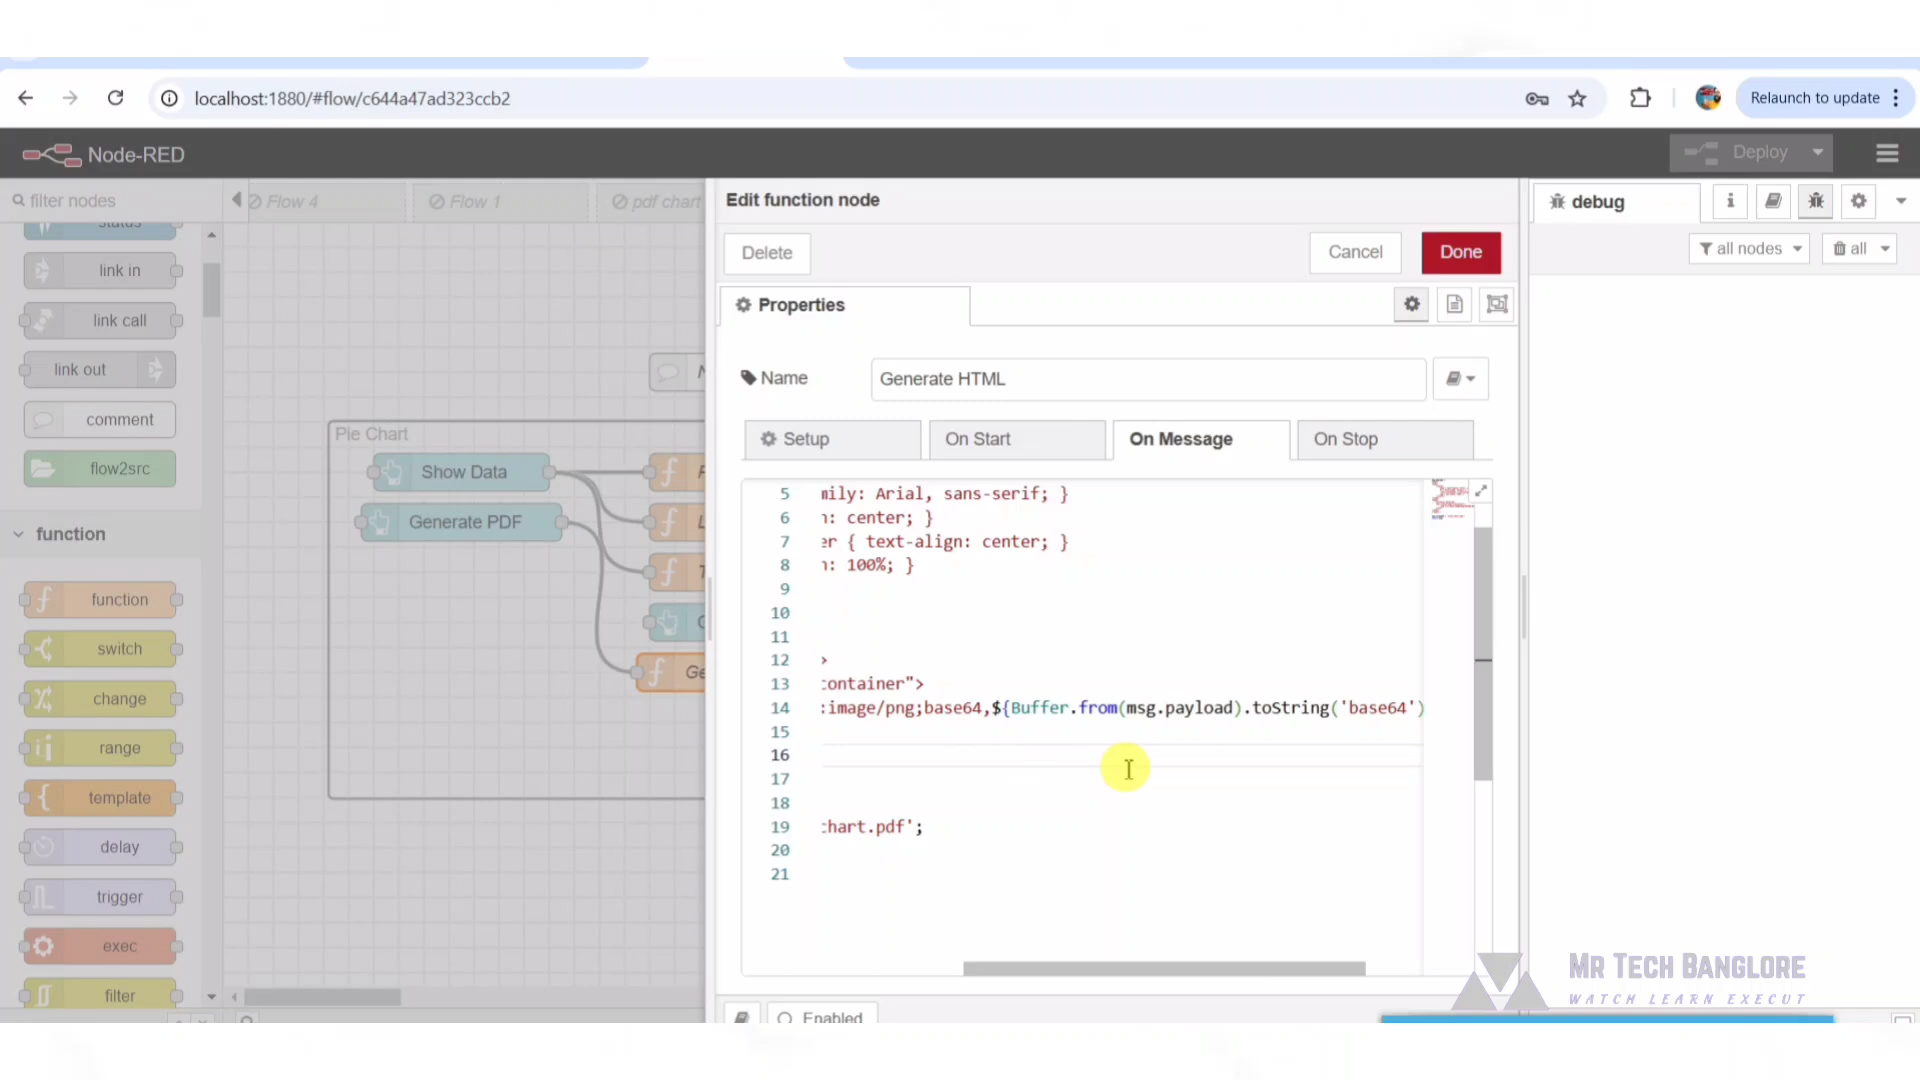 localhost:1880/#flow/c644a47ad323ccb2
Relaunch to update
Node-RED
Deploy
filter nodes
Flow 4
Flow 1
pdf chart
Edit function node
debug
Delete
Cancel
Done
all nodes
all
status
link in
link call
link out
comment
flow2src
function
function
switch
change
range
template
delay
trigger
exec
filter
Pie Chart
Show Data
Generate PDF
Ge
Properties
Name
Generate HTML
Setup
On Start
On Message
On Stop
5 mily: Arial, sans-serif; }
6 : center; }
7 er { text-align: center; }
8 : 100%; }
9
10
11
12 >
13 container">
14 :image/png;base64,${Buffer.from(msg.payload).toString('base64')
15
16
17
18
19 chart.pdf';
20
21
Enabled
Mr Tech Banglore
WATCH LEARN EXECUT